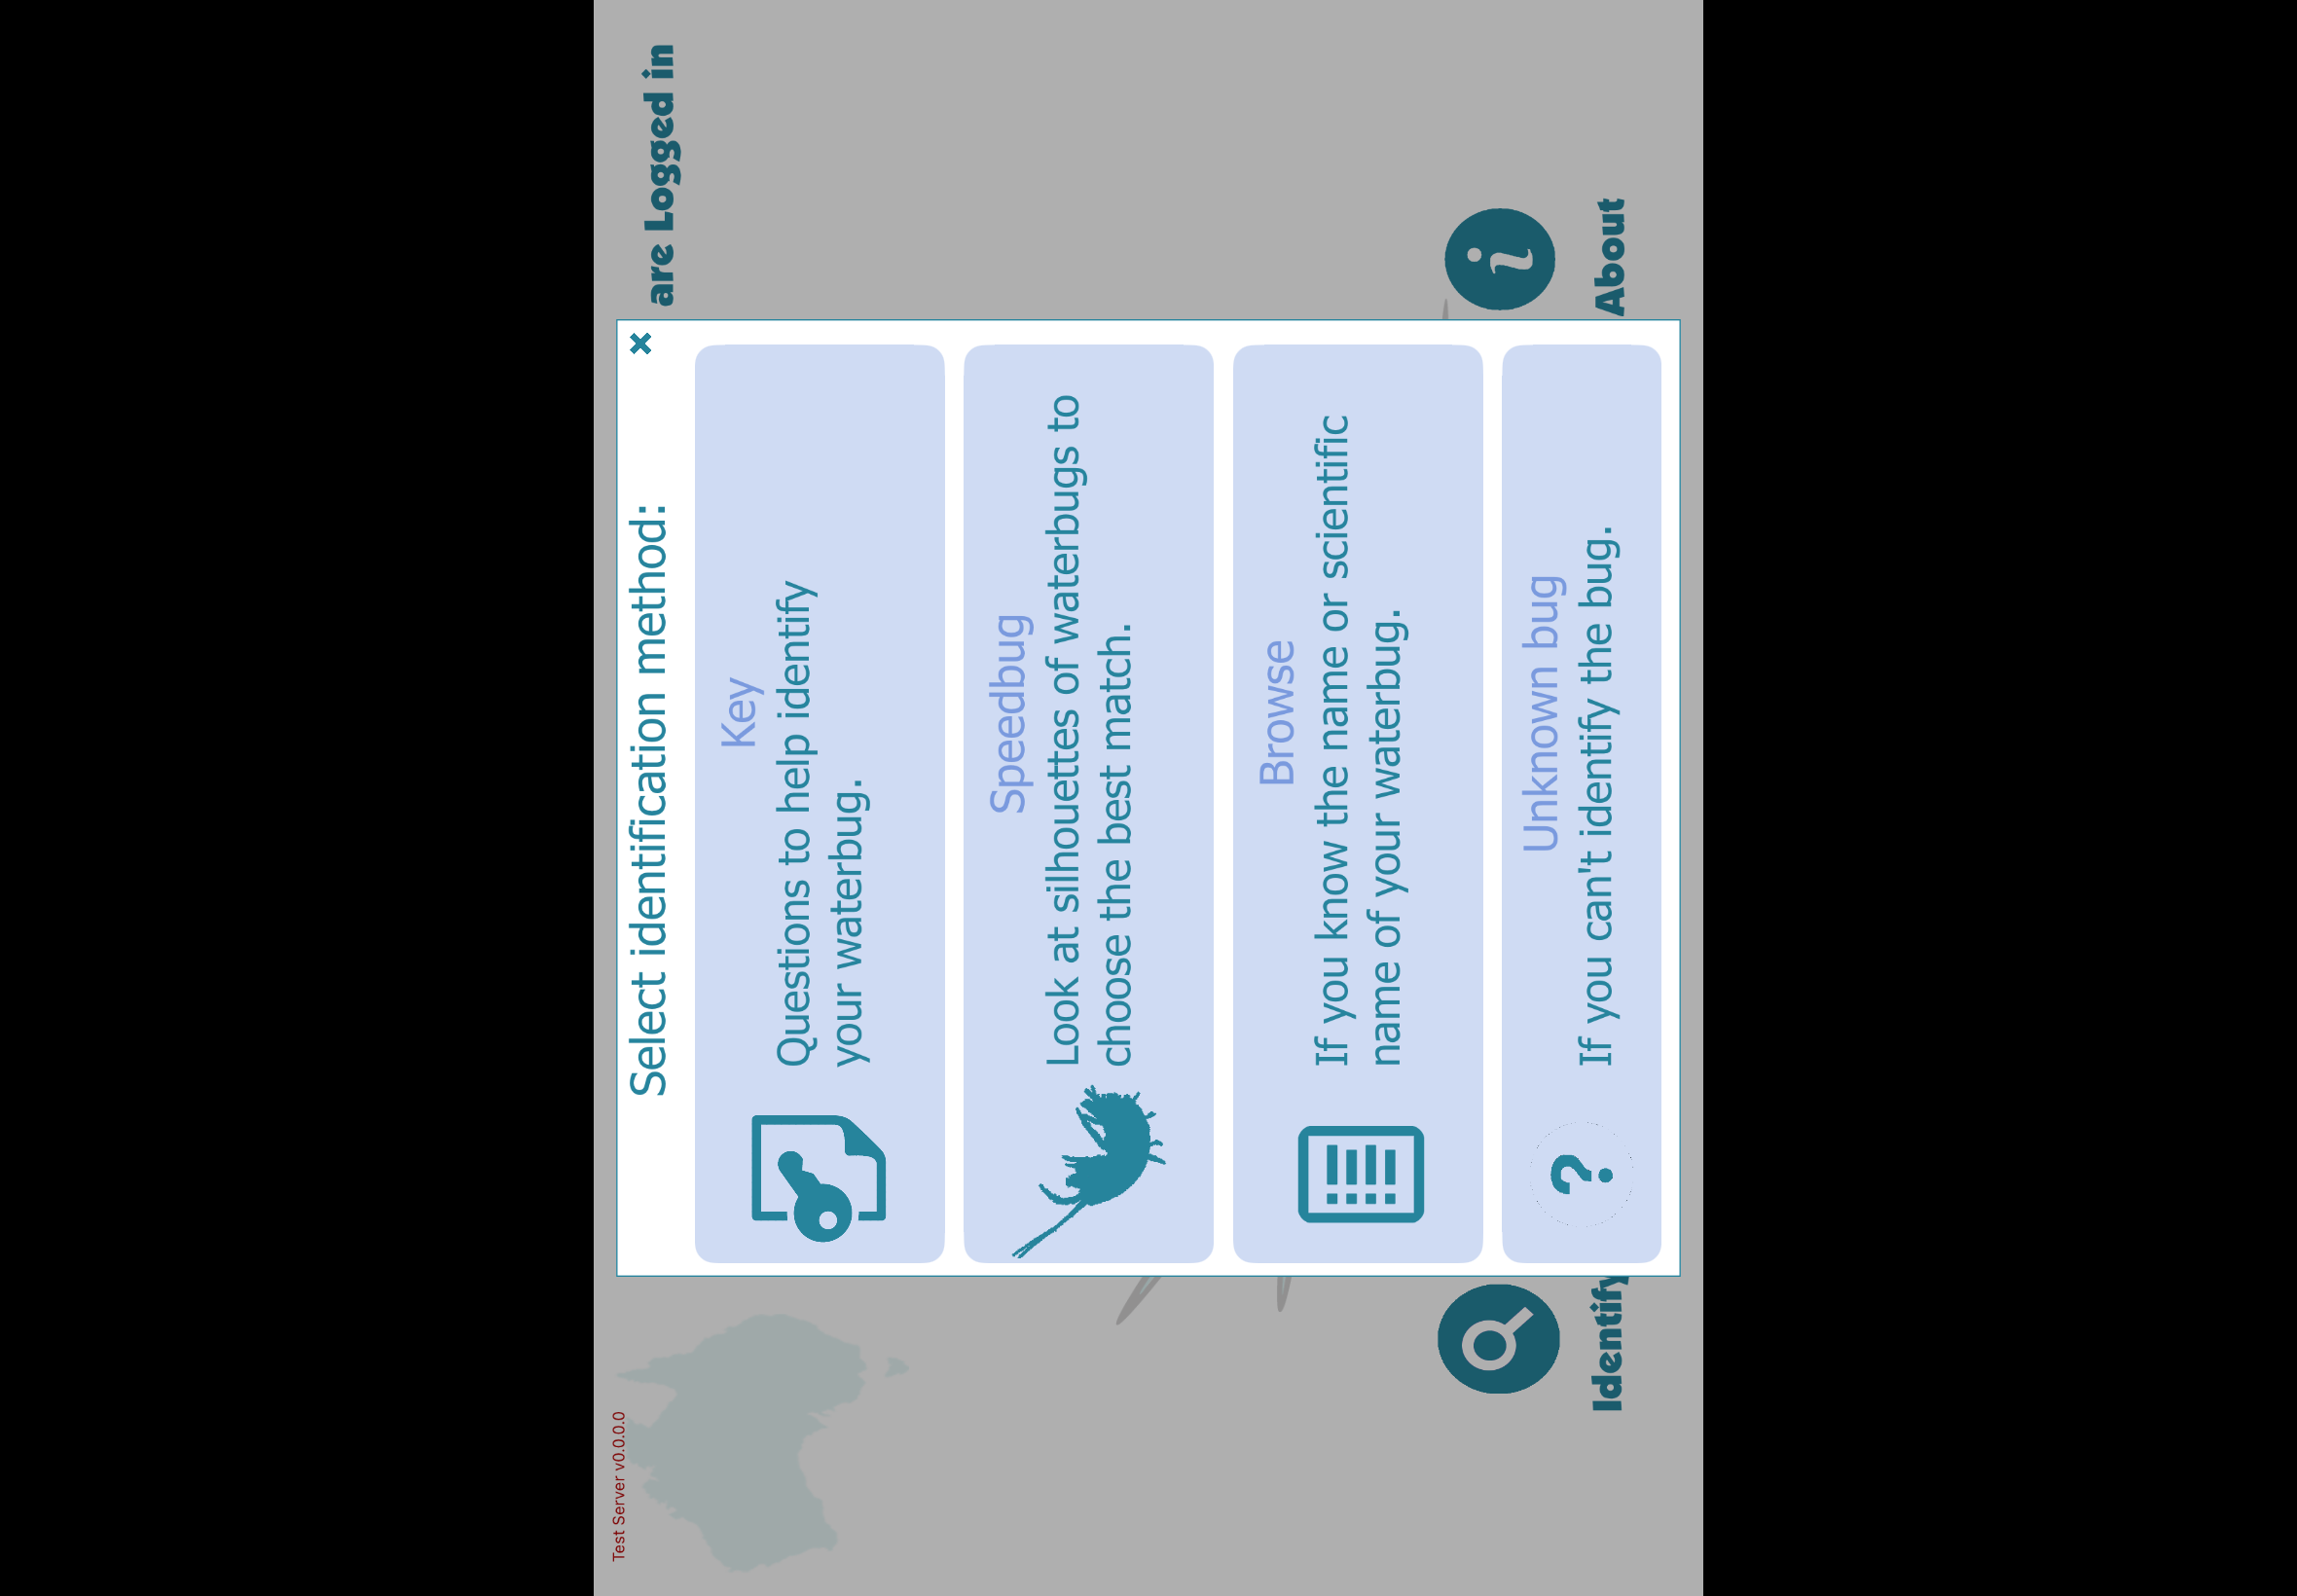 Test Server v0.0.0.0
are Logged in
Select identification method:
Key
Questions to help identify
your waterbug.
Speedbug
Look at silhouettes of waterbugs to
choose the best match.
Browse
If you know the name or scientific
name of your waterbug.
Unknown bug
If you can't identify the bug.
Identify
About